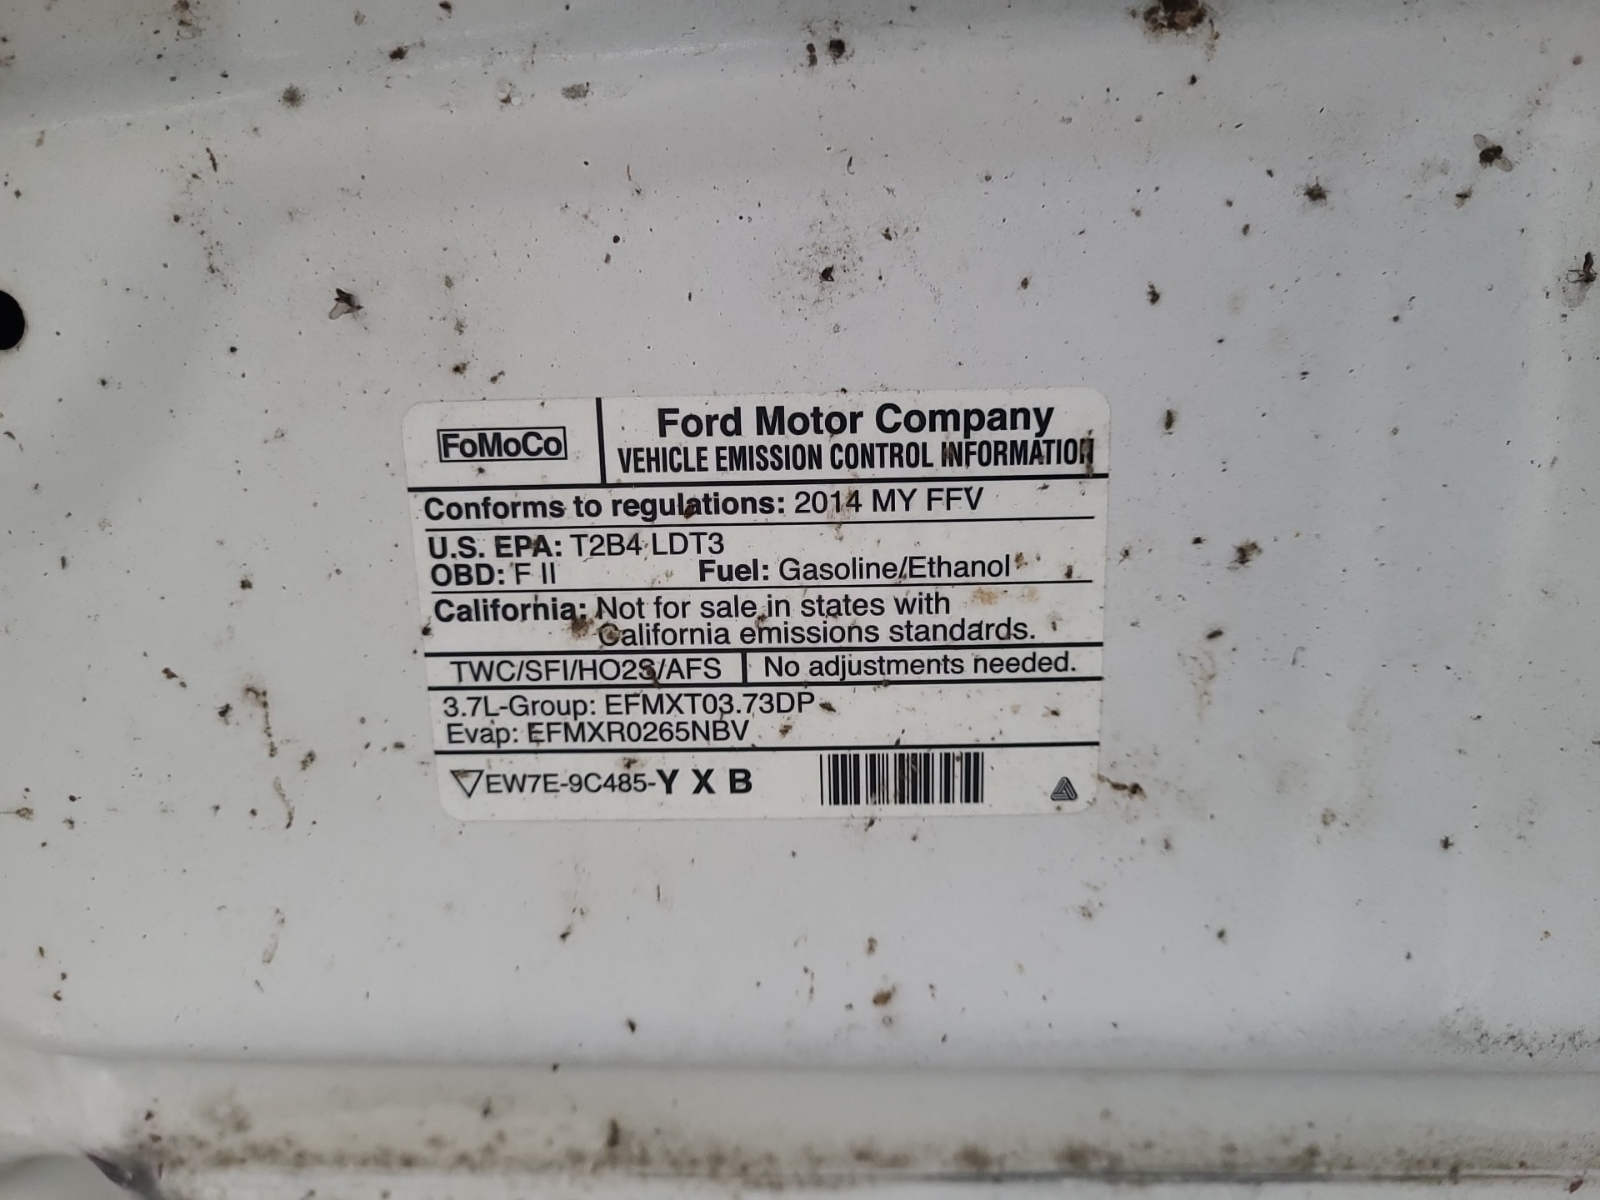 FoMoCo
Ford Motor Company
VEHICLE EMISSION CONTROL INFORMATION
Conforms to regulations: 2014 MY FFV
U.S. EPA: T2B4 LDT3
OBD: F II Fuel: Gasoline/Ethanol
California: Not for sale in states with
California emissions standards.
TWC/SFI/HO2S/AFS No adjustments needed.
3.7L-Group: EFMXT03.73DP
Evap: EFMXR0265NBV
EW7E-9C485-Y X B